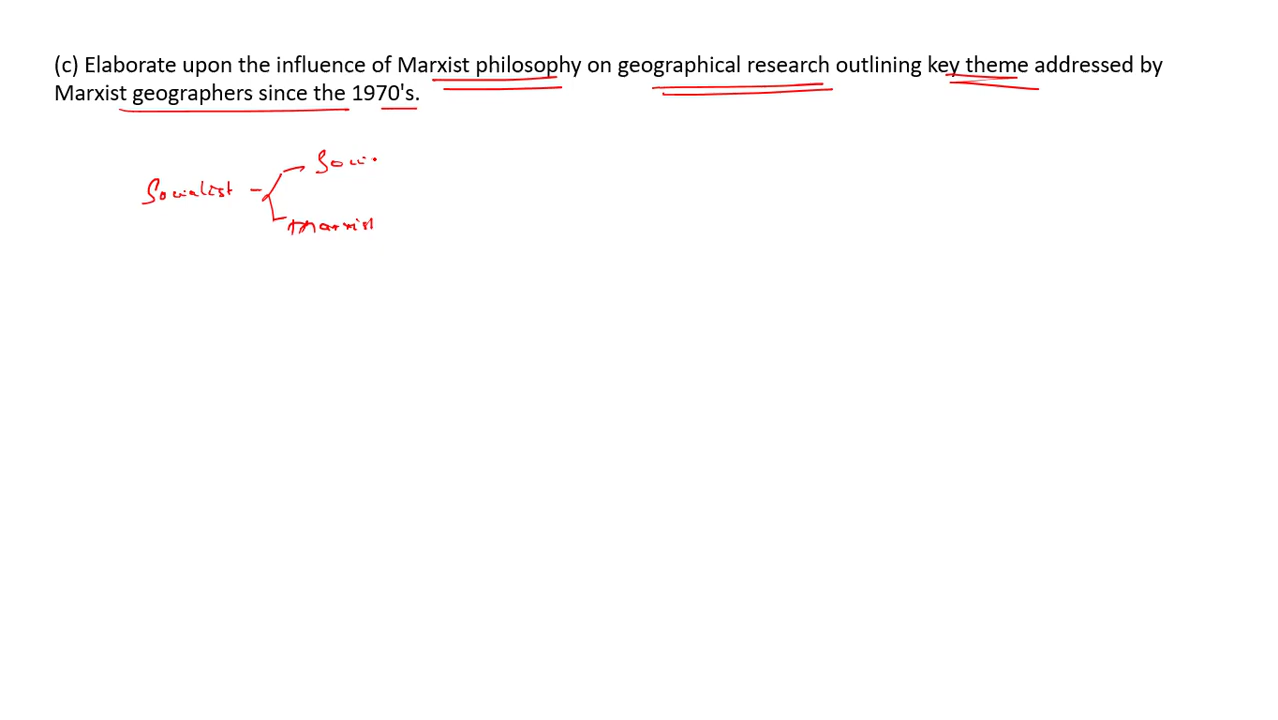 (c) Elaborate upon the influence of Marxist philosophy on geographical research outlining key theme addressed by
Marxist geographers since the 1970's.
Socialist
Marxist